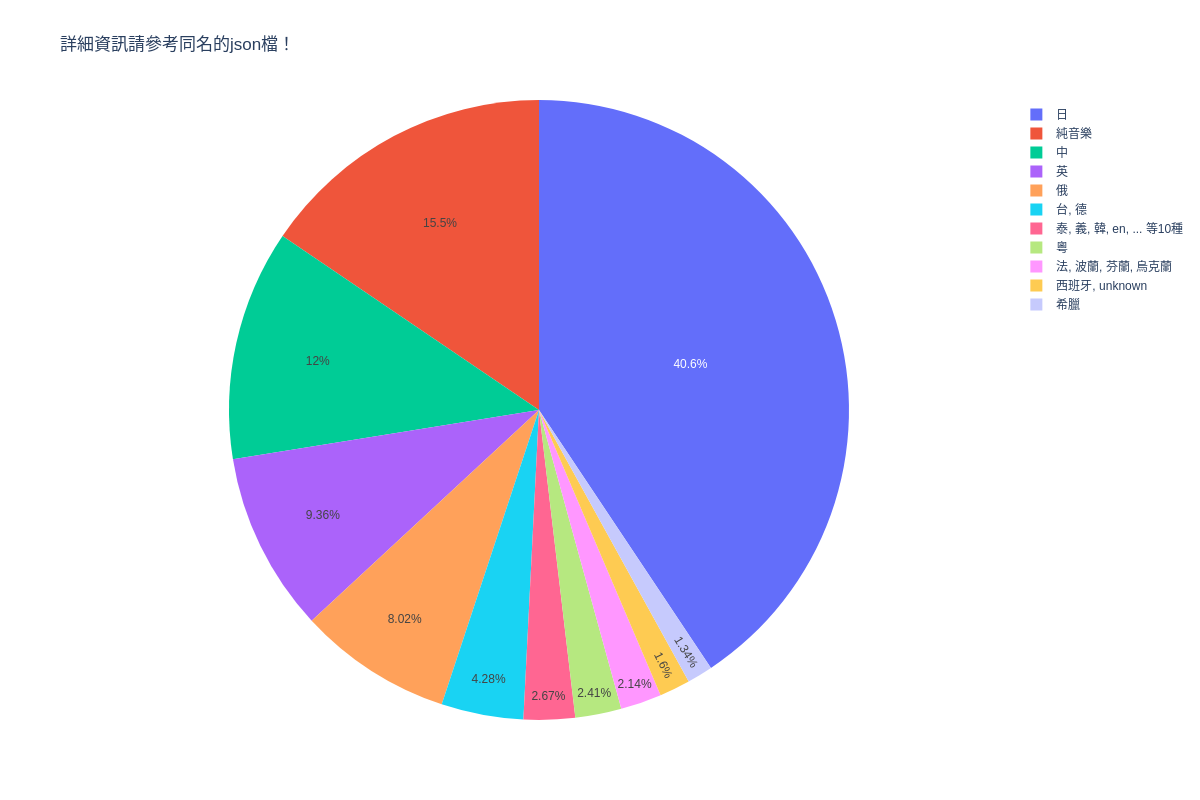 詳細資訊請參考同名的json檔！
日
純音樂
中
英
俄
台, 德
泰, 義, 韓, en, ... 等10種
粵
法, 波蘭, 芬蘭, 烏克蘭
西班牙, unknown
希臘
40.6%
15.5%
12%
9.36%
8.02%
4.28%
2.67%
2.41%
2.14%
1.6%
1.34%